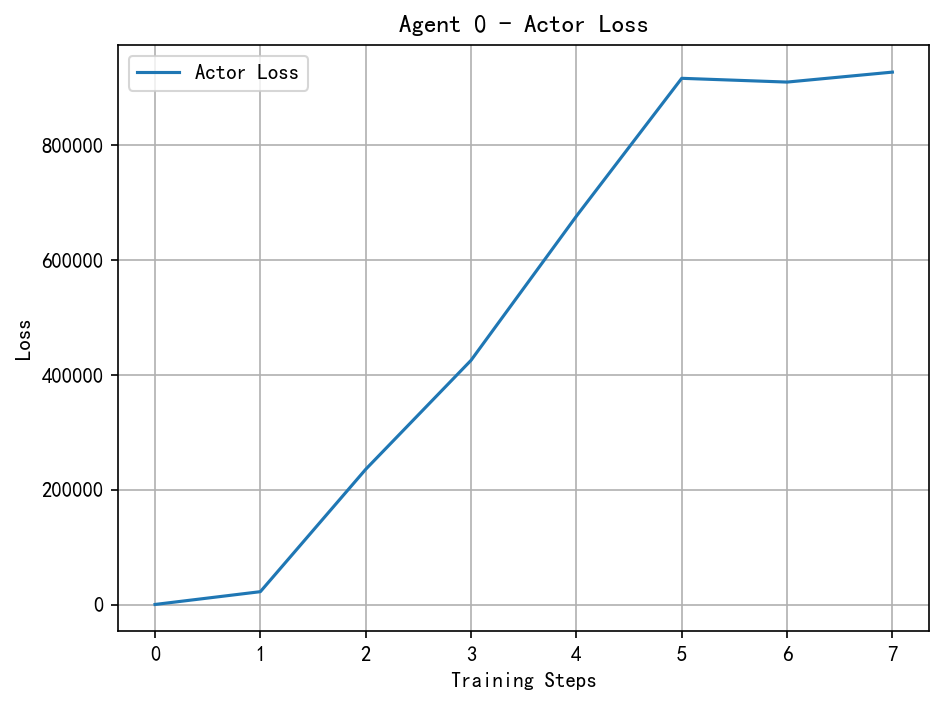 Agent 0 - Actor Loss
Actor Loss
800000
600000
400000
200000
0
Loss
0 1 2 3 4 5 6 7
Training Steps